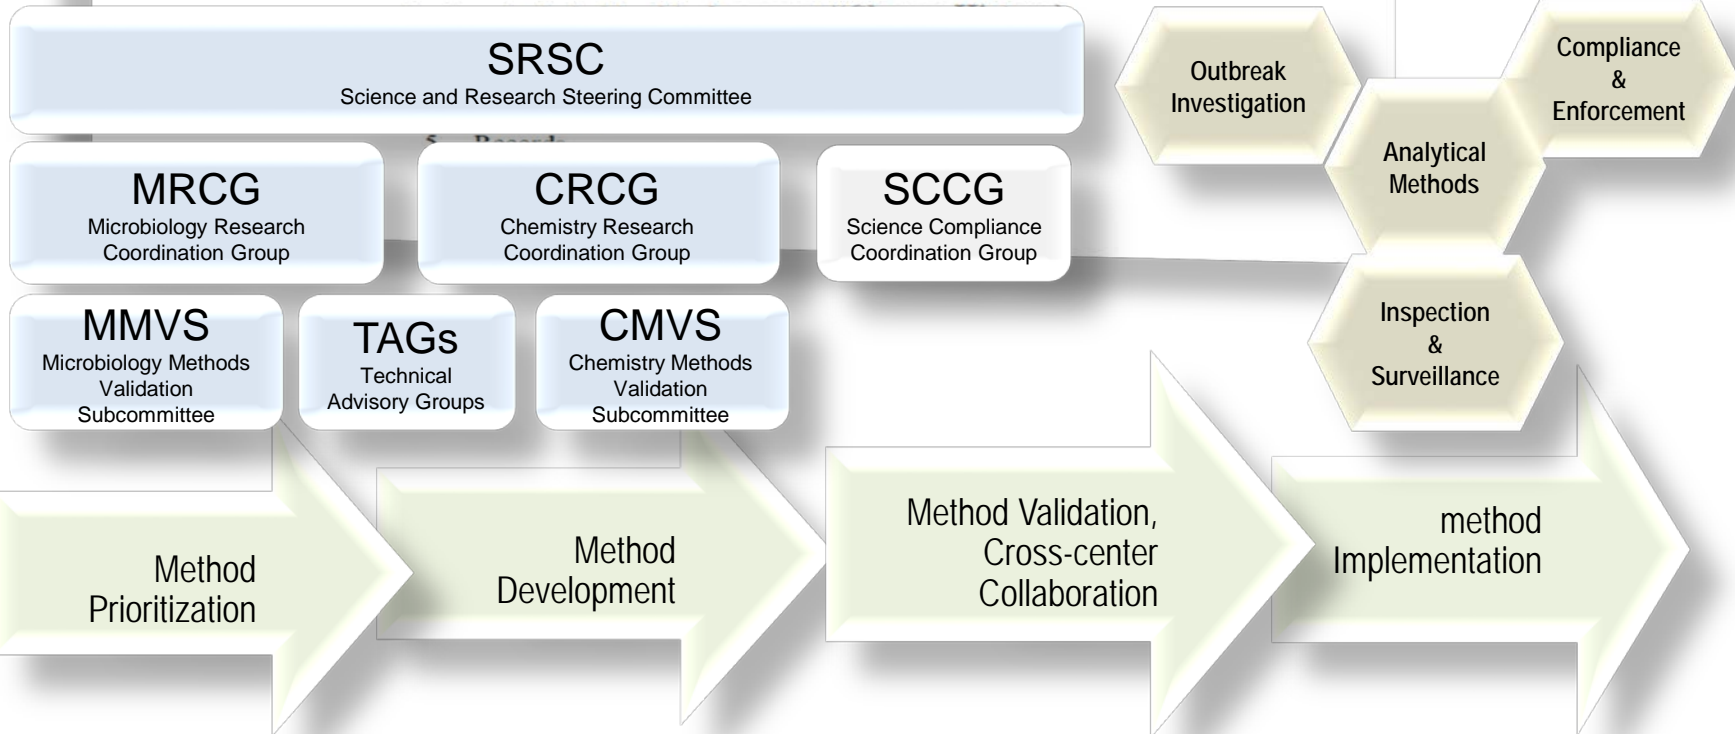 SRSC
Science and Research Steering Committee
5. Records
MRCG
Microbiology Research
Coordination Group
CRCG
Chemistry Research
Coordination Group
SCCG
Science Compliance
Coordination Group
MMVS
Microbiology Methods
Validation
Subcommittee
TAGs
Technical
Advisory Groups
CMVS
Chemistry Methods
Validation
Subcommittee
Outbreak
Investigation
Compliance
&
Enforcement
Analytical
Methods
Inspection
&
Surveillance
Method
Prioritization
Method
Development
Method Validation,
Cross-center
Collaboration
method
Implementation